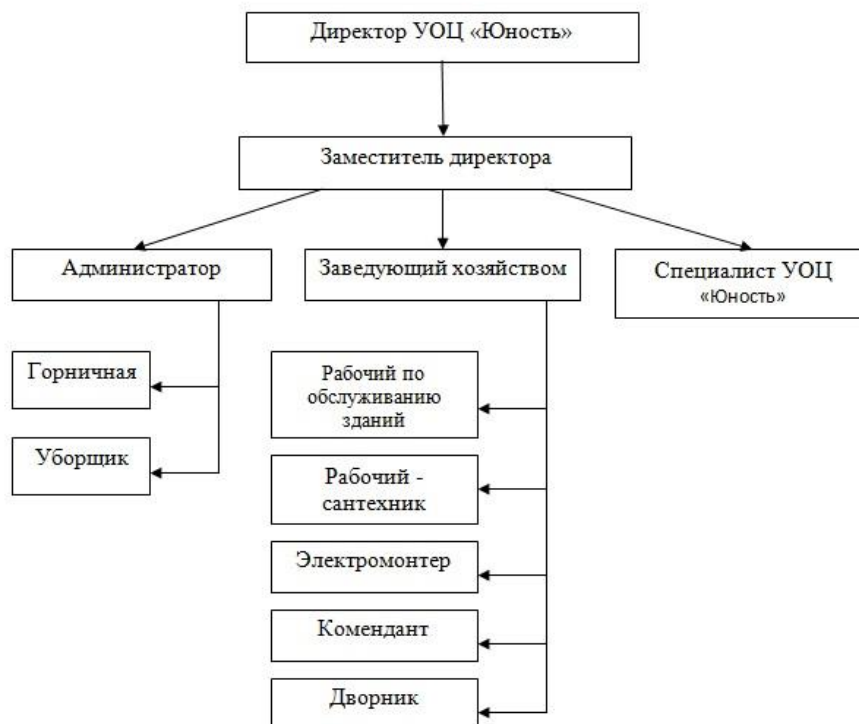 Директор УОЦ «Юность»
Заместитель директора
Администратор
Заведующий хозяйством
Специалист УОЦ
«Юность»
Горничная
Уборщик
Рабочий по
обслуживанию
зданий
Рабочий -
сантехник
Электромонтер
Комендант
Дворник